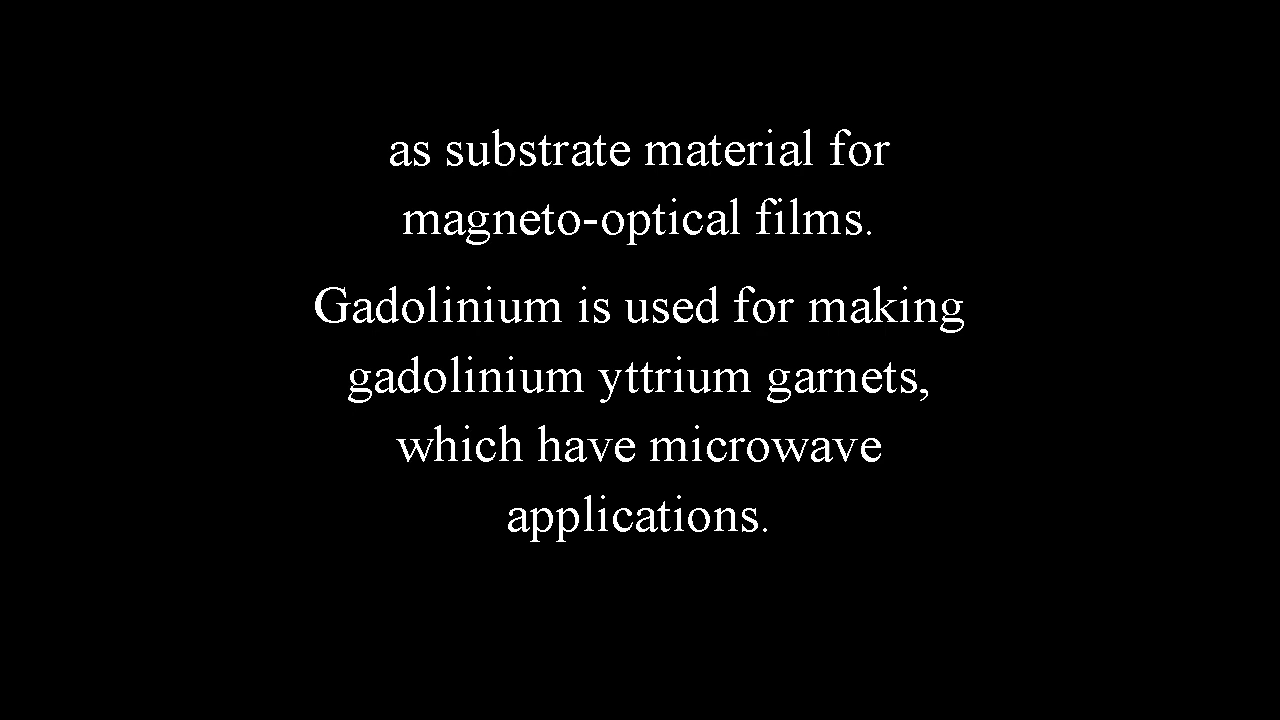 as substrate material for
magneto-optical films.
Gadolinium is used for making
gadolinium yttrium garnets,
which have microwave
applications.